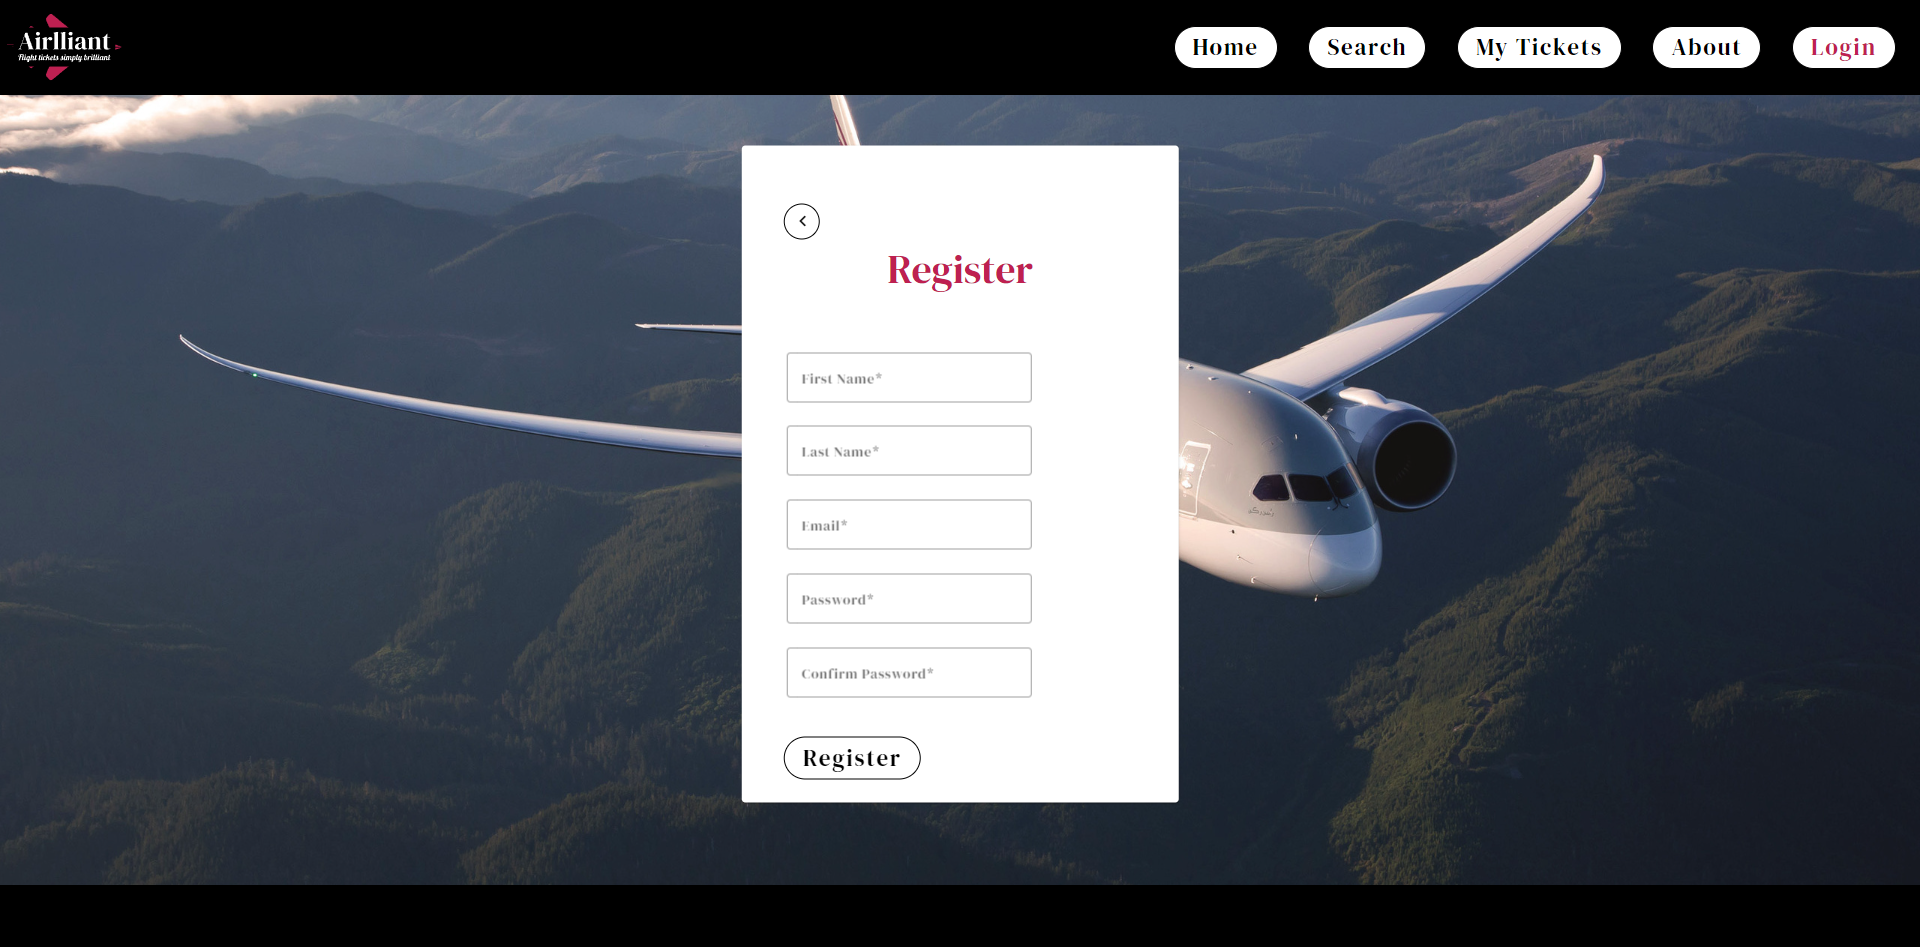 Airlliant
Flight tickets simply brilliant
Home
Search
My Tickets
About
Login
Register
First Name*
Last Name*
Email*
Password*
Confirm Password*
Register